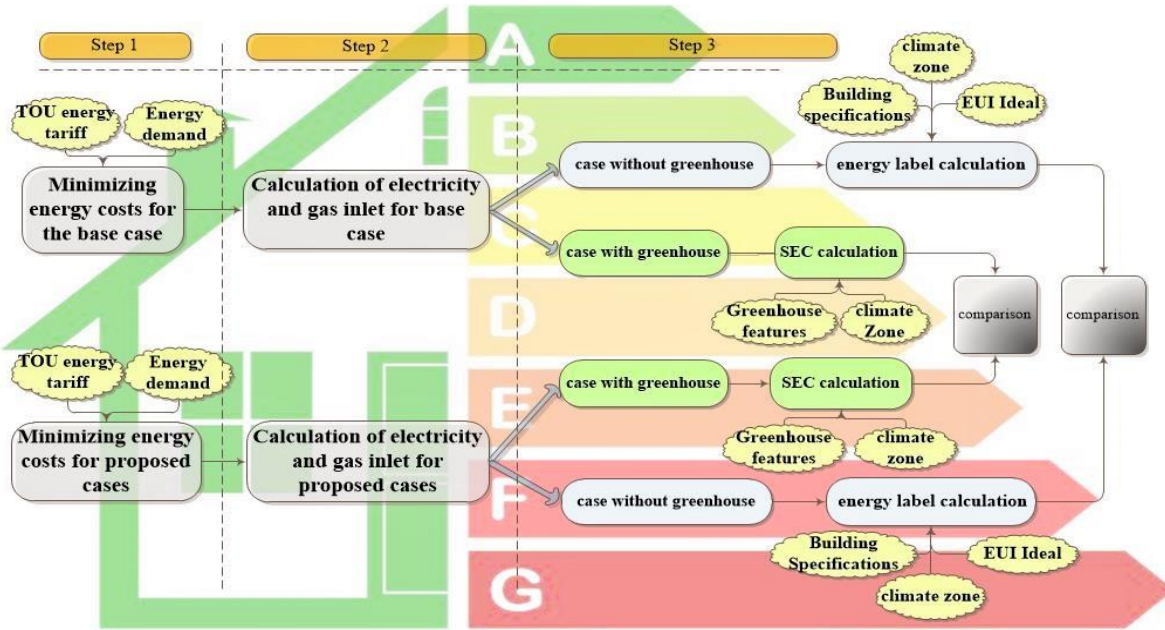 Step 1
Step 2
Step 3
A
B
C
D
E
F
G
TOU energy
tariff
Energy
demand
Minimizing
energy costs for
the base case
Calculation of electricity
and gas inlet for base
case
case without greenhouse
climate
zone
Building
specifications
EUI Ideal
energy label calculation
case with greenhouse
SEC calculation
Greenhouse
features
climate
Zone
comparison
comparison
TOU energy
tariff
Energy
demand
Minimizing energy
costs for proposed
cases
Calculation of electricity
and gas inlet for
proposed cases
case with greenhouse
SEC calculation
Greenhouse
features
climate
zone
case without greenhouse
energy label calculation
Building
Specifications
EUI Ideal
climate zone